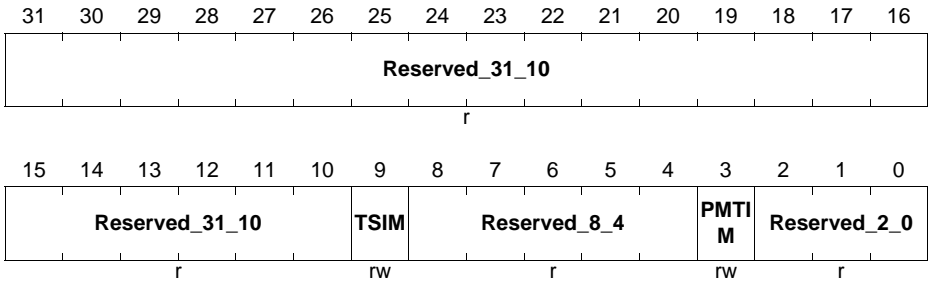 31 30 29 28 27 26 25 24 23 22 21 20 19 18 17 16
Reserved_31_10
r
15 14 13 12 11 10 9 8 7 6 5 4 3 2 1 0
Reserved_31_10 TSIM Reserved_8_4 PMTI M Reserved_2_0
r rw r rw r